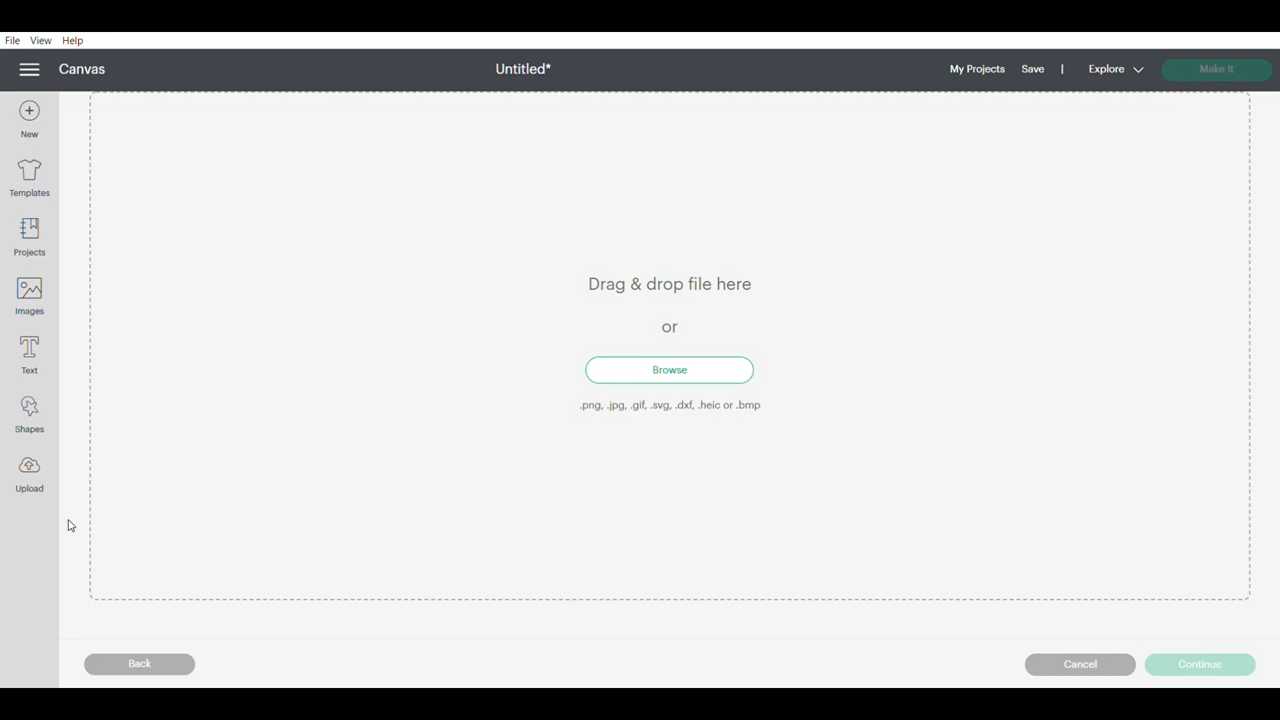 File View Help
Canvas Untitled* My Projects Save | Explore Make It
New
Templates
Projects
Images
Text
Shapes
Upload
Drag & drop file here
or
Browse
.png, .jpg, .gif, .svg, .dxf, .heic or .bmp
Back Cancel Continue